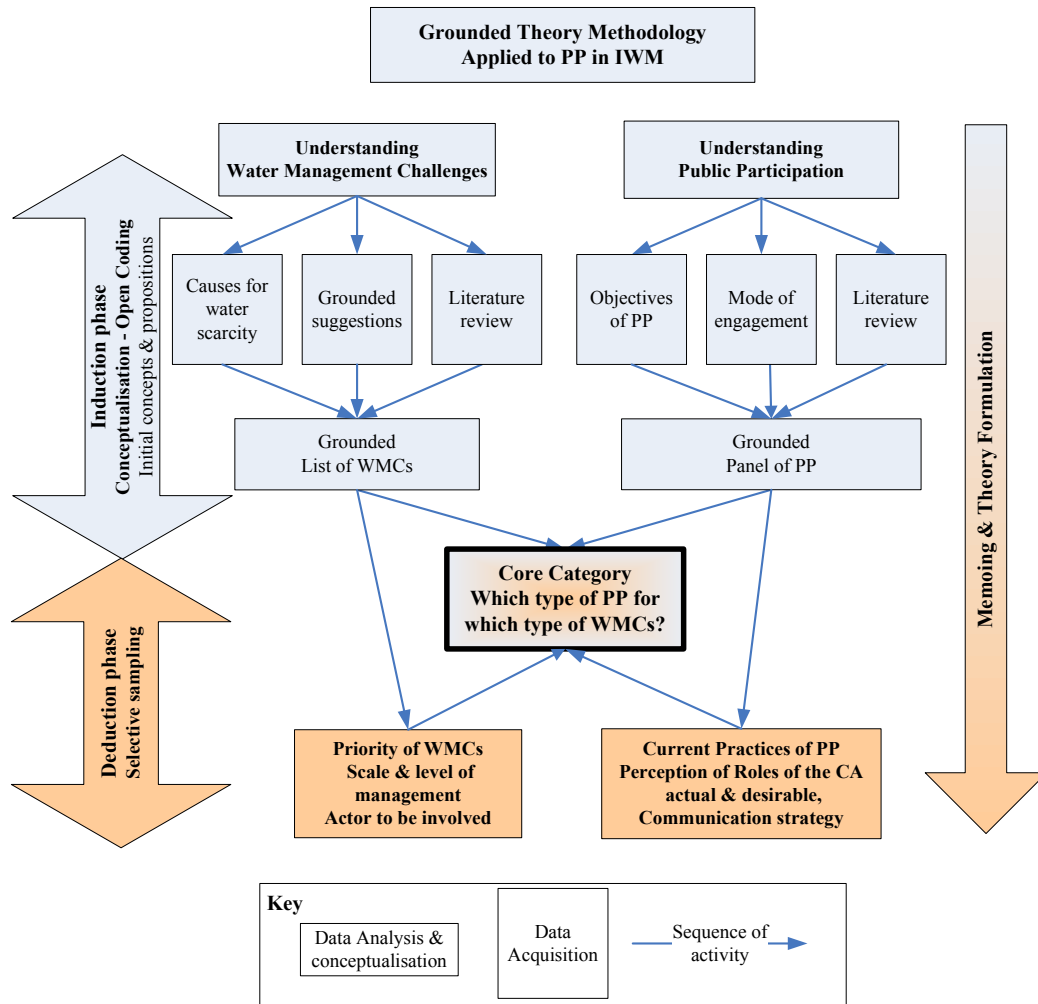 Grounded Theory Methodology
Applied to PP in IWM
Understanding
Water Management Challenges
Understanding
Public Participation
Induction phase
Conceptualisation - Open Coding
Initial concepts & propositions
Causes for
water
scarcity
Grounded
suggestions
Literature
review
Objectives
of PP
Mode of
engagement
Literature
review
Grounded
List of WMCs
Grounded
Panel of PP
Memoing & Theory Formulation
Core Category
Which type of PP for
which type of WMCs?
Deduction phase
Selective sampling
Priority of WMCs
Scale & level of
management
Actor to be involved
Current Practices of PP
Perception of Roles of the CA
actual & desirable,
Communication strategy
Key
Data Analysis &
conceptualisation
Data
Acquisition
Sequence of
activity